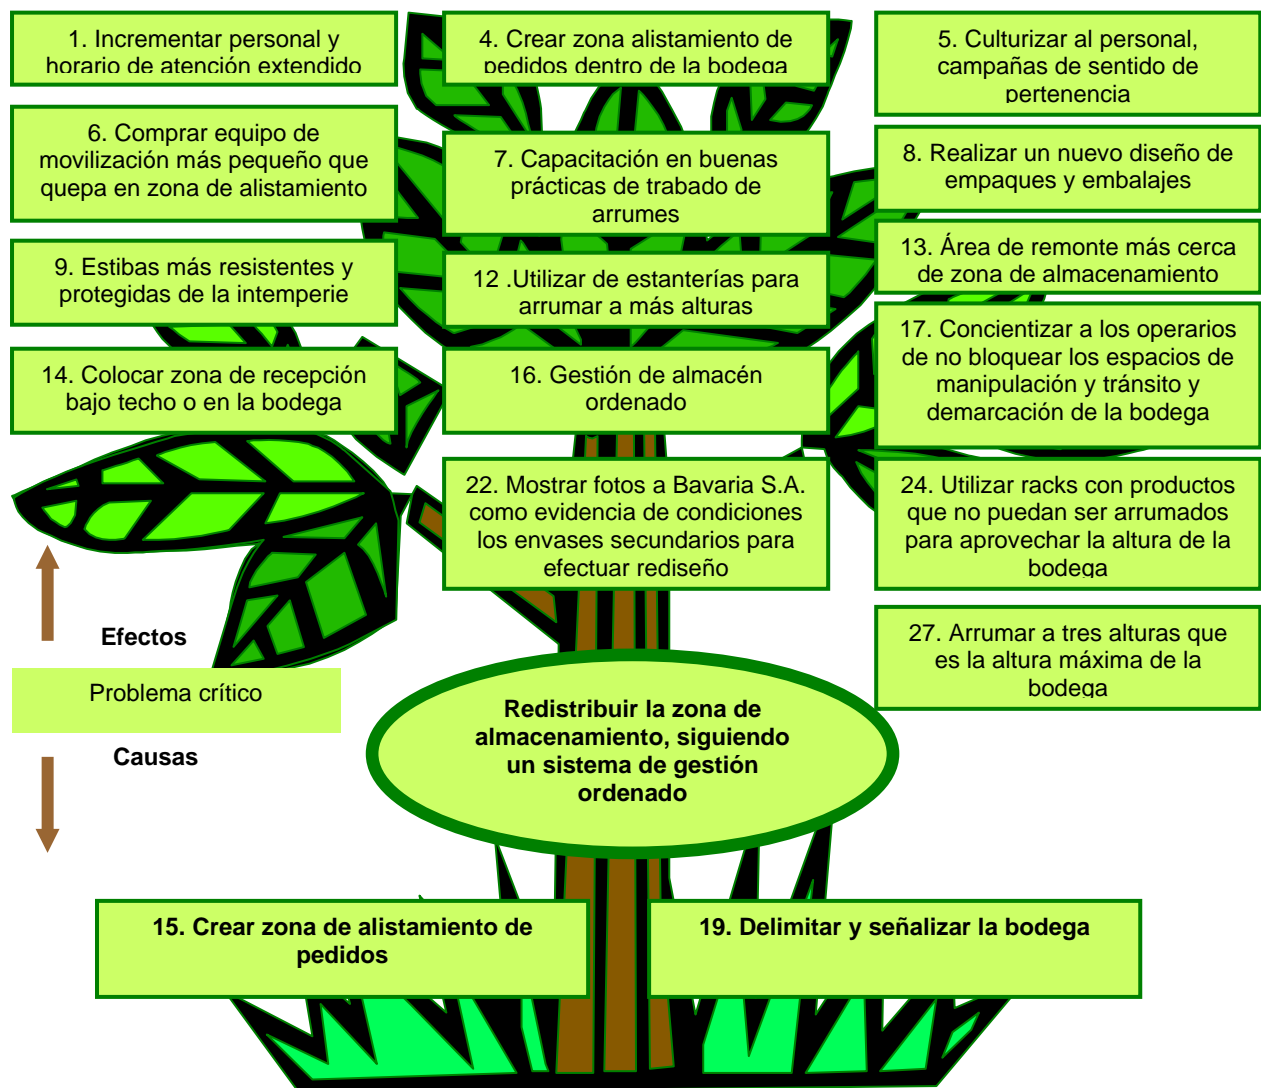 1. Incrementar personal y
horario de atención extendido
4. Crear zona alistamiento de
pedidos dentro de la bodega
5. Culturizar al personal,
campañas de sentido de
pertenencia
6. Comprar equipo de
movilización más pequeño que
quepa en zona de alistamiento
7. Capacitación en buenas
prácticas de trabado de
arrumes
8. Realizar un nuevo diseño de
empaques y embalajes
9. Estibas más resistentes y
protegidas de la intemperie
12 .Utilizar de estanterías para
arrumar a más alturas
13. Área de remonte más cerca
de zona de almacenamiento
14. Colocar zona de recepción
bajo techo o en la bodega
16. Gestión de almacén
ordenado
17. Concientizar a los operarios
de no bloquear los espacios de
manipulación y tránsito y
demarcación de la bodega
22. Mostrar fotos a Bavaria S.A.
como evidencia de condiciones
los envases secundarios para
efectuar rediseño
24. Utilizar racks con productos
que no puedan ser arrumados
para aprovechar la altura de la
bodega
27. Arrumar a tres alturas que
es la altura máxima de la
bodega
Efectos
Problema crítico
Causas
Redistribuir la zona de
almacenamiento, siguiendo
un sistema de gestión
ordenado
15. Crear zona de alistamiento de
pedidos
19. Delimitar y señalizar la bodega